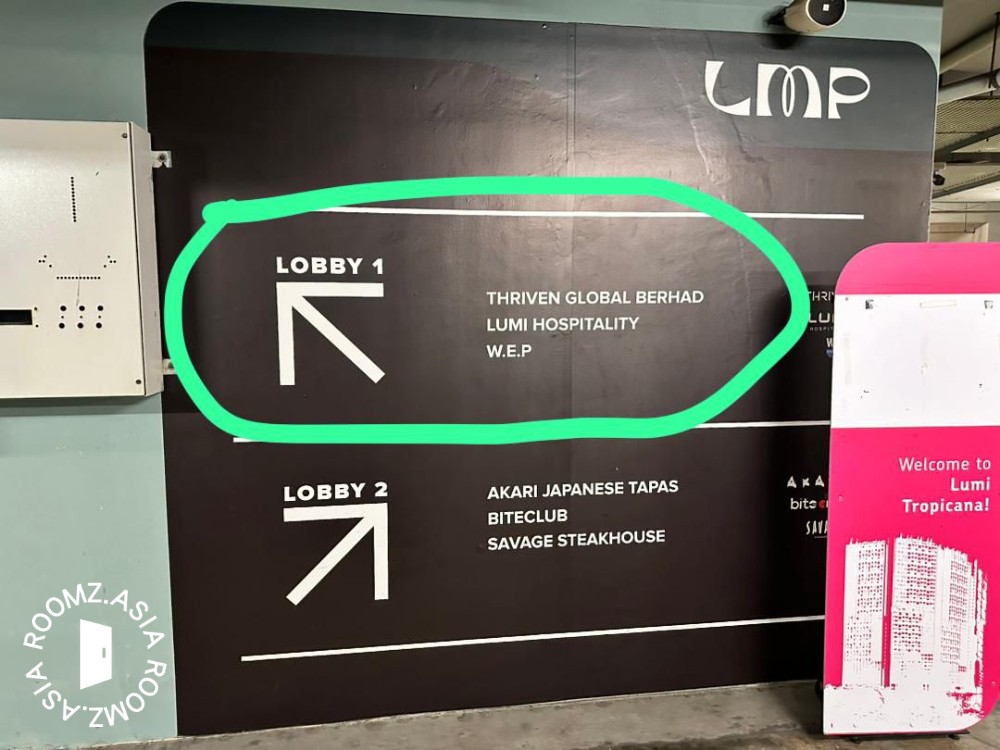 LMP
LOBBY 1
THRIVEN GLOBAL BERHAD
LUMI HOSPITALITY
W.E.P
LOBBY 2
AKARI JAPANESE TAPAS
BITECLUB
SAVAGE STEAKHOUSE
Welcome to
Lumi
Tropicana!
ROOMZ.ASIA ROOMZ.ASIA